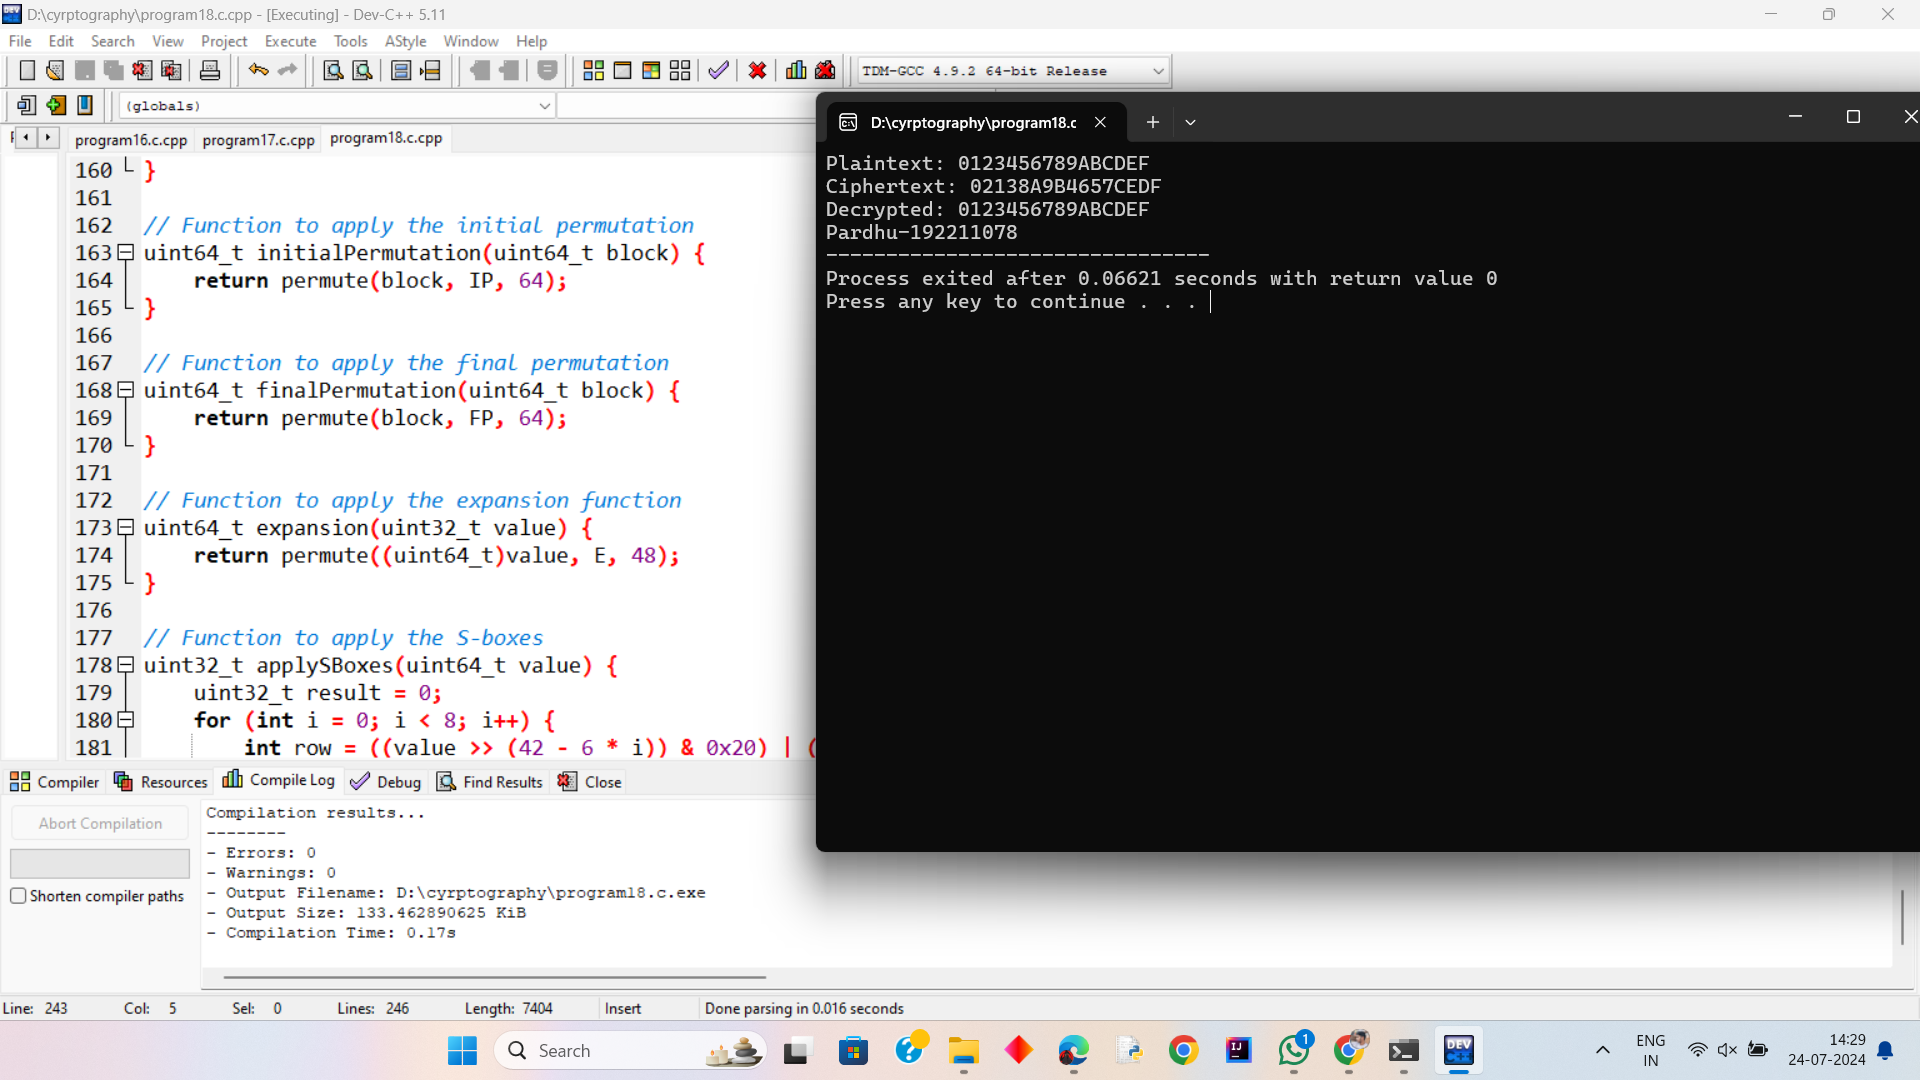 D:\cyrptography\program18.c.cpp - [Executing] - Dev-C++ 5.11
File Edit Search View Project Execute Tools AStyle Window Help
TDM-GCC 4.9.2 64-bit Release
(globals)
program16.c.cpp program17.c.cpp program18.c.cpp
160 }
161
162 // Function to apply the initial permutation
163 uint64_t initialPermutation(uint64_t block) {
164 return permute(block, IP, 64);
165 }
166
167 // Function to apply the final permutation
168 uint64_t finalPermutation(uint64_t block) {
169 return permute(block, FP, 64);
170 }
171
172 // Function to apply the expansion function
173 uint64_t expansion(uint32_t value) {
174 return permute((uint64_t)value, E, 48);
175 }
176
177 // Function to apply the S-boxes
178 uint32_t applySBoxes(uint64_t value) {
179 uint32_t result = 0;
180 for (int i = 0; i < 8; i++) {
181 int row = ((value >> (42 - 6 * i)) & 0x20) | (
D:\cyrptography\program18.c
Plaintext: 0123456789ABCDEF
Ciphertext: 02138A9B4657CEDF
Decrypted: 0123456789ABCDEF
Pardhu-192211078
--------------------------------
Process exited after 0.06621 seconds with return value 0
Press any key to continue . . .
Compiler Resources Compile Log Debug Find Results Close
Abort Compilation
Shorten compiler paths
Compilation results...
--------
- Errors: 0
- Warnings: 0
- Output Filename: D:\cyrptography\program18.c.exe
- Output Size: 133.462890625 KiB
- Compilation Time: 0.17s
Line: 243 Col: 5 Sel: 0 Lines: 246 Length: 7404 Insert Done parsing in 0.016 seconds
Search
IJ
1
DEV C++
ENG
IN
14:29
24-07-2024